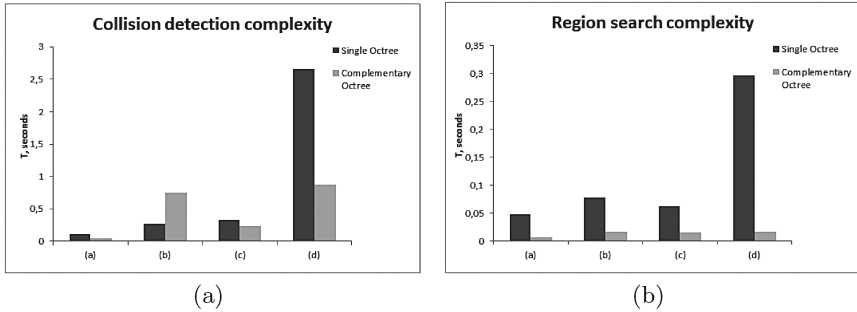 Collision detection complexity
3
2,5
2
1,5
1
0,5
0
T, seconds
Single Octree
Complementary
Octree
(a)
(b)
(c)
(d)
(a)
Region search complexity
0,35
0,3
0,25
0,2
0,15
0,1
0,05
0
T, seconds
Single Octree
Complementary
Octree
(a)
(b)
(c)
(d)
(b)